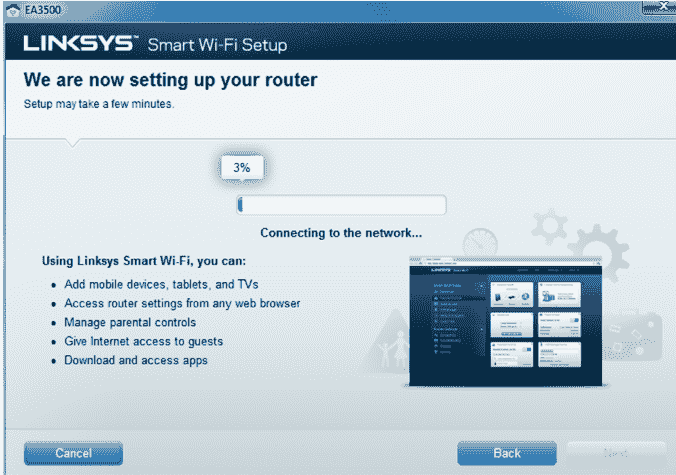 EA3500
LINKSYS™ Smart Wi-Fi Setup
We are now setting up your router
Setup may take a few minutes.
3%
Connecting to the network...
Using Linksys Smart Wi-Fi, you can:
• Add mobile devices, tablets, and TVs
• Access router settings from any web browser
• Manage parental controls
• Give Internet access to guests
• Download and access apps
Cancel
Back
Next